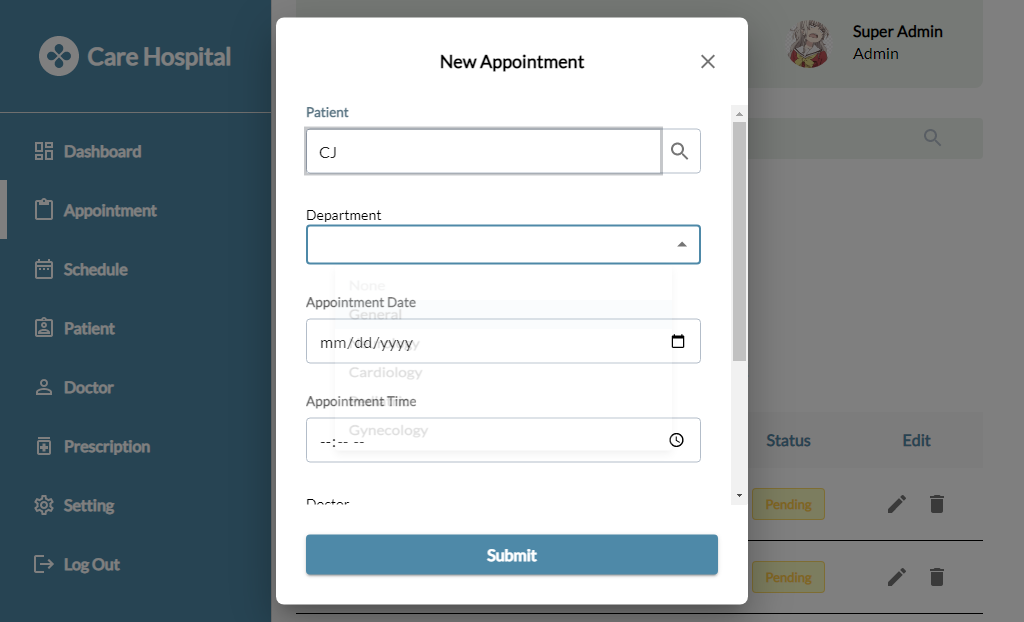 Care Hospital
Dashboard
Appointment
Schedule
Patient
Doctor
Prescription
Setting
Log Out
New Appointment
Patient
CJ
Department
None
Appointment Date
General
mm/dd/yyyy
Cardiology
Appointment Time
Gynecology
--:-- --
Doctor
Submit
Super Admin
Admin
Status Edit
Pending
Pending